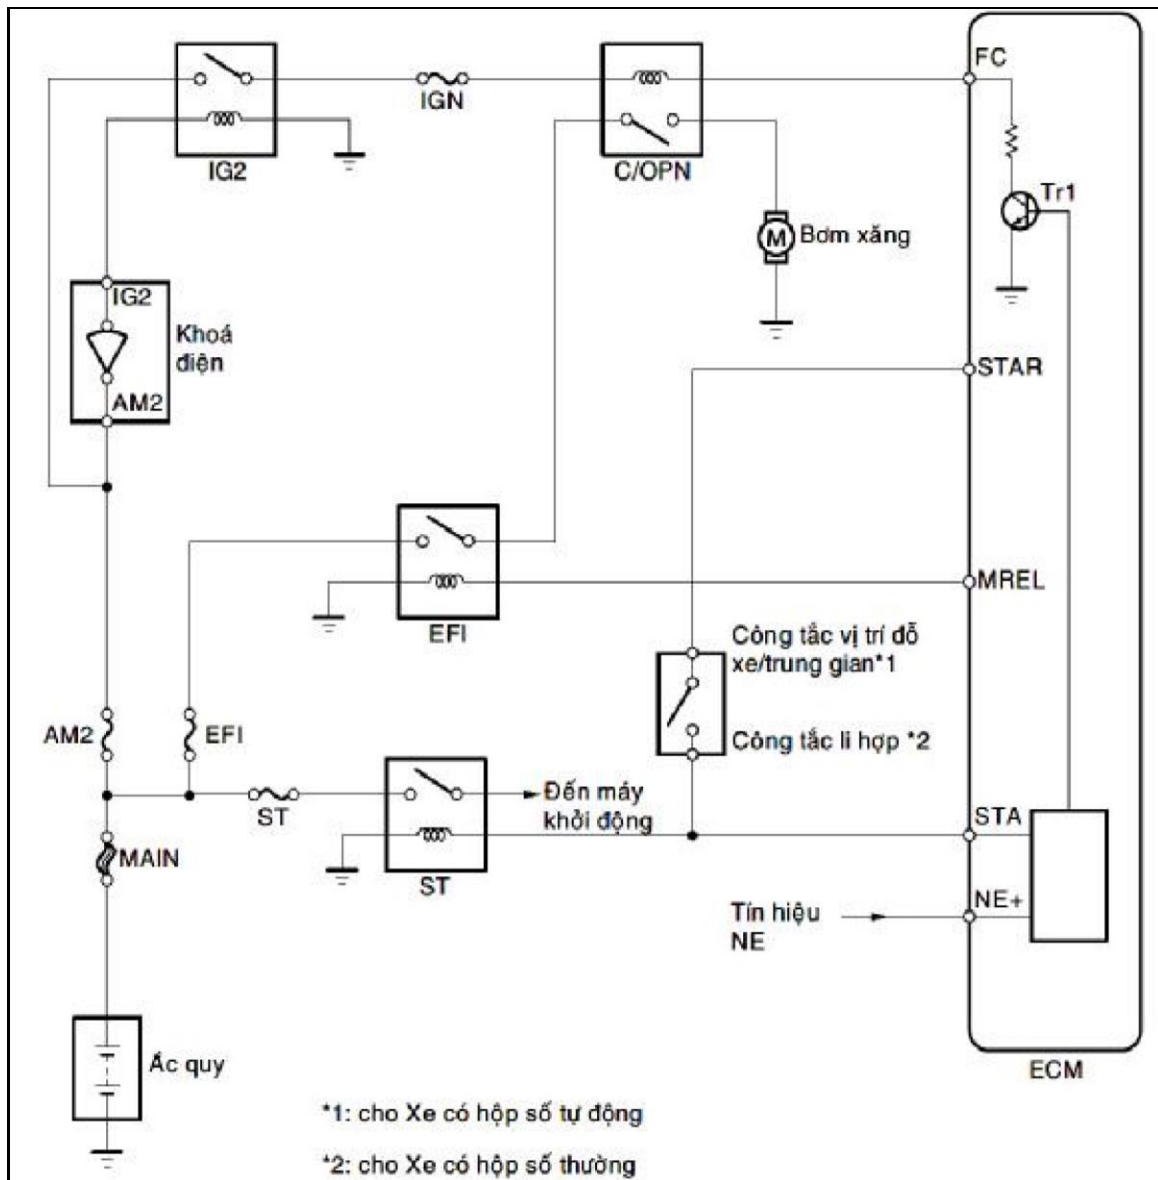 FC
IGN
IG2
C/OPN
Tr1
M
Bơm xăng
IG2
Khoá
điện
AM2
STAR
MREL
EFI
Công tắc vị trí đỗ
xe/trung gian*1
AM2
EFI
Công tắc li hợp *2
ST
Đến máy
khởi động
STA
MAIN
ST
NE+
Tín hiệu
NE
Ắc quy
ECM
*1: cho Xe có hộp số tự động
*2: cho Xe có hộp số thường